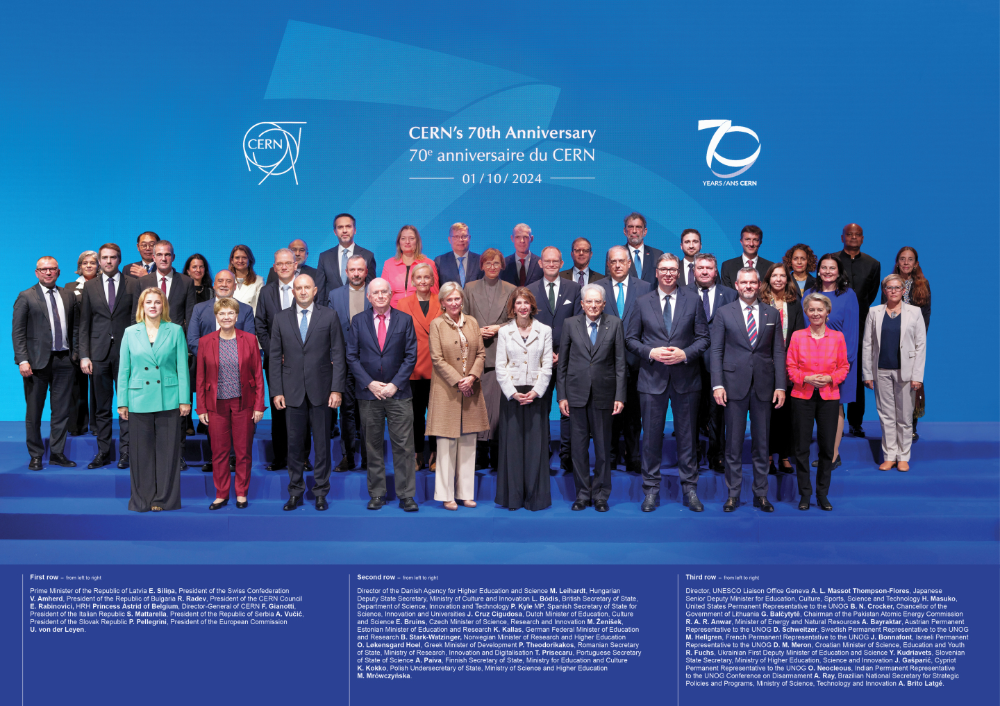 CERN
CERN's 70th Anniversary
70e anniversaire du CERN
01/10/2024
70
YEARS/ANS CERN
First row – from left to right
Prime Minister of the Republic of Latvia E. Siliņa, President of the Swiss Confederation
V. Amherd, President of the Republic of Bulgaria R. Radev, President of the CERN Council
E. Rabinovici, HRH Princess Astrid of Belgium, Director-General of CERN F. Gianotti,
President of the Italian Republic S. Mattarella, President of the Republic of Serbia A. Vučić,
President of the Slovak Republic P. Pellegrini, President of the European Commission
U. von der Leyen.
Second row – from left to right
Director of the Danish Agency for Higher Education and Science M. Leihardt, Hungarian
Deputy State Secretary, Ministry of Culture and Innovation L. Bódis, British Secretary of State,
Department of Science, Innovation and Technology P. Kyle MP, Spanish Secretary of State for
Science, Innovation and Universities J. Cruz Cigudosa, Dutch Minister of Education, Culture
and Science E. Bruins, Czech Minister of Science, Research and Innovation M. Ženíšek,
Estonian Minister of Education and Research K. Kallas, German Federal Minister of Education
and Research B. Stark-Watzinger, Norwegian Minister of Research and Higher Education
O. Løkensgard Hoel, Greek Minister of Development P. Theodorikakos, Romanian Secretary
of State, Ministry of Research, Innovation and Digitalisation T. Prisecaru, Portuguese Secretary
of State of Science A. Paiva, Finnish Secretary of State, Ministry for Education and Culture
K. Kokko, Polish Undersecretary of State, Ministry of Science and Higher Education
M. Mrówczyńska.
Third row – from left to right
Director, UNESCO Liaison Office Geneva A. L. Massot Thompson-Flores, Japanese
Senior Deputy Minister for Education, Culture, Sports, Science and Technology H. Masuko,
United States Permanent Representative to the UNOG B. N. Crocker, Chancellor of the
Government of Lithuania G. Balčytytė, Chairman of the Pakistan Atomic Energy Commission
R. A. R. Anwar, Minister of Energy and Natural Resources A. Bayraktar, Austrian Permanent
Representative to the UNOG D. Schweitzer, Swedish Permanent Representative to the UNOG
M. Hellgren, French Permanent Representative to the UNOG J. Bonnafont, Israeli Permanent
Representative to the UNOG D. M. Meron, Croatian Minister of Science, Education and Youth
R. Fuchs, Ukrainian First Deputy Minister of Education and Science Y. Kudriavets, Slovenian
State Secretary, Ministry of Higher Education, Science and Innovation J. Gašparič, Cypriot
Permanent Representative to the UNOG O. Neocleous, Indian Permanent Representative
to the UNOG Conference on Disarmament A. Ray, Brazilian National Secretary for Strategic
Policies and Programs, Ministry of Science, Technology and Innovation A. Brito Latgé.